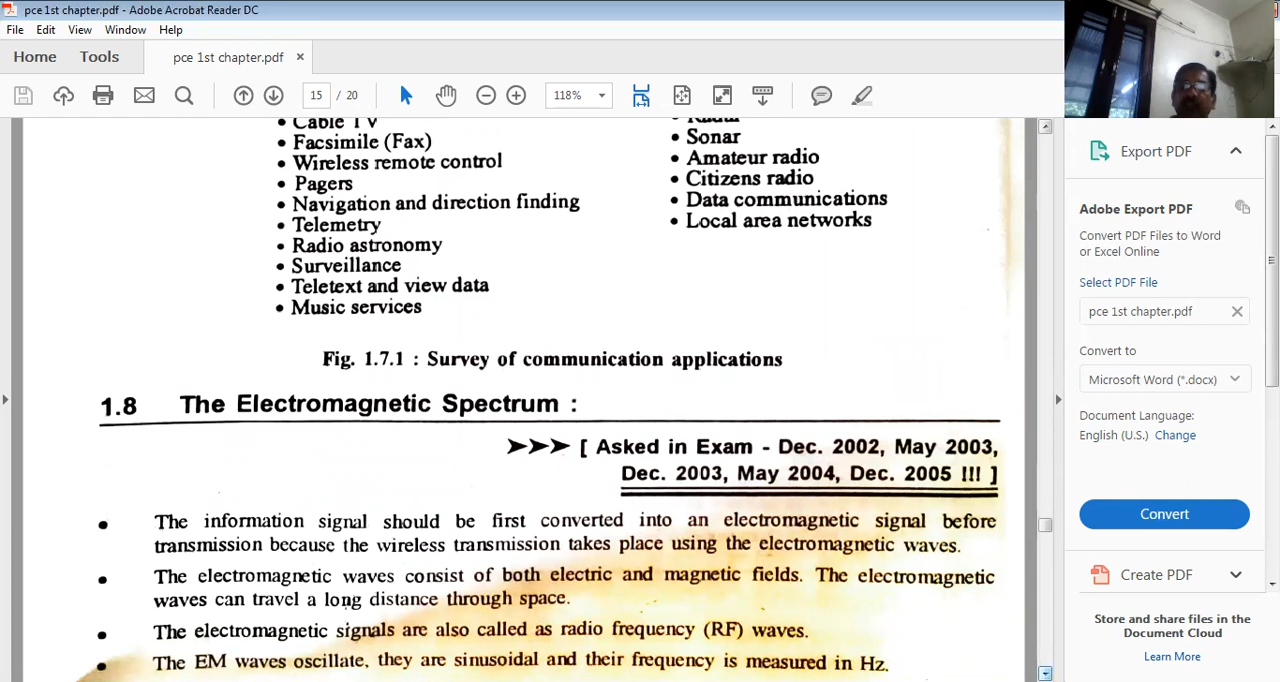 pce 1st chapter.pdf - Adobe Acrobat Reader DC
File Edit View Window Help
Home Tools pce 1st chapter.pdf ×
15 / 20 118%
• Cable TV
• Facsimile (Fax)
• Wireless remote control
• Pagers
• Navigation and direction finding
• Telemetry
• Radio astronomy
• Surveillance
• Teletext and view data
• Music services
• Radar
• Sonar
• Amateur radio
• Citizens radio
• Data communications
• Local area networks
Fig. 1.7.1 : Survey of communication applications
1.8 The Electromagnetic Spectrum :
➤➤➤ [ Asked in Exam - Dec. 2002, May 2003,
Dec. 2003, May 2004, Dec. 2005 !!! ]
• The information signal should be first converted into an electromagnetic signal before
transmission because the wireless transmission takes place using the electromagnetic waves.
• The electromagnetic waves consist of both electric and magnetic fields. The electromagnetic
waves can travel a long distance through space.
• The electromagnetic signals are also called as radio frequency (RF) waves.
• The EM waves oscillate, they are sinusoidal and their frequency is measured in Hz.
Export PDF
Adobe Export PDF
Convert PDF Files to Word
or Excel Online
Select PDF File
pce 1st chapter.pdf
Convert to
Microsoft Word (*.docx)
Document Language:
English (U.S.) Change
Convert
Create PDF
Store and share files in the
Document Cloud
Learn More